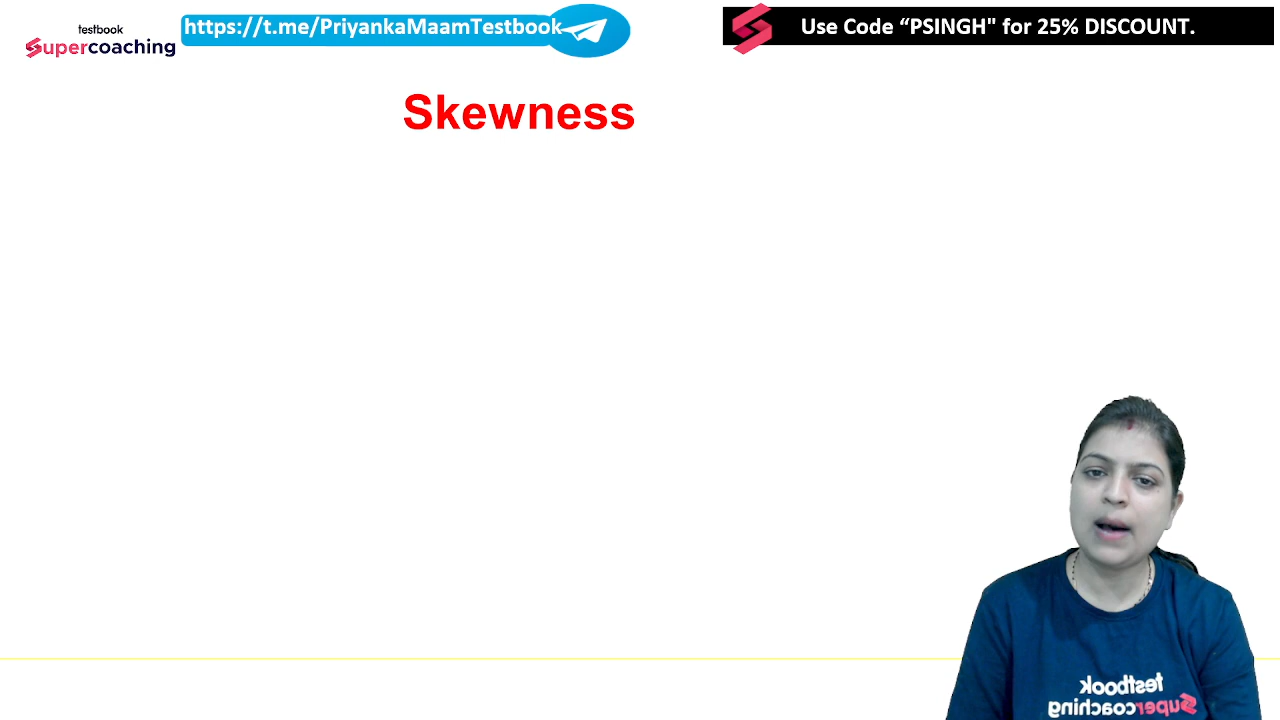 testbook
Supercoaching
https://t.me/PriyankaMaamTestbook
Use Code “PSINGH" for 25% DISCOUNT.
Skewness
testbook
Supercoaching